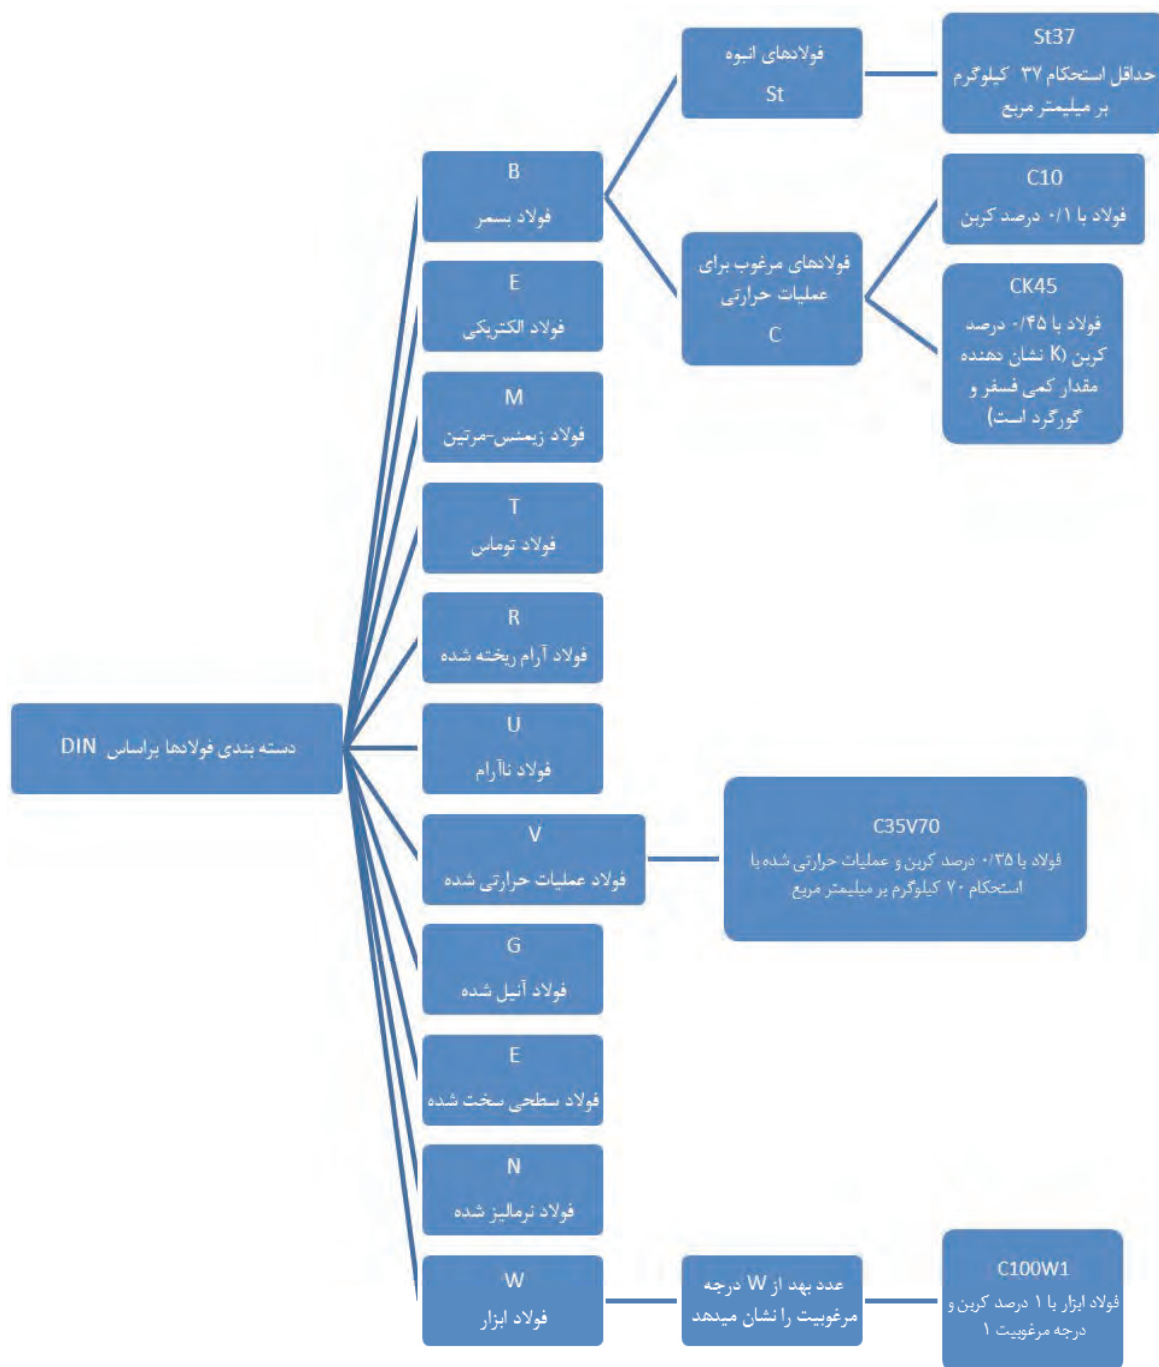 دسته بندی فولادها براساس DIN
B
فولاد بسمر
فولادهای انبوه
St
St37
حداقل استحکام ۳۷ کیلوگرم
بر میلیمتر مربع
فولادهای مرغوب برای
عملیات حرارتی
C
C10
فولاد با ۰/۱ درصد کربن
CK45
فولاد با ۰/۴۵ درصد
کربن (K نشان دهنده
مقدار کمی فسفر و
گورگرد است)
E
فولاد الکتریکی
M
فولاد زیمنس-مرتین
T
فولاد توماس
R
فولاد آرام ریخته شده
U
فولاد ناآرام
V
فولاد عملیات حرارتی شده
C35V70
فولاد با ۰/۳۵ درصد کربن و عملیات حرارتی شده با
استحکام ۷۰ کیلوگرم بر میلیمتر مربع
G
فولاد آنیل شده
E
فولاد سطحی سخت شده
N
فولاد نرمالیز شده
W
فولاد ابزار
عدد بهد از W درجه
مرغوبیت را نشان میدهد
C100W1
فولاد ابزار با ۱ درصد کربن و
درجه مرغوبیت ۱